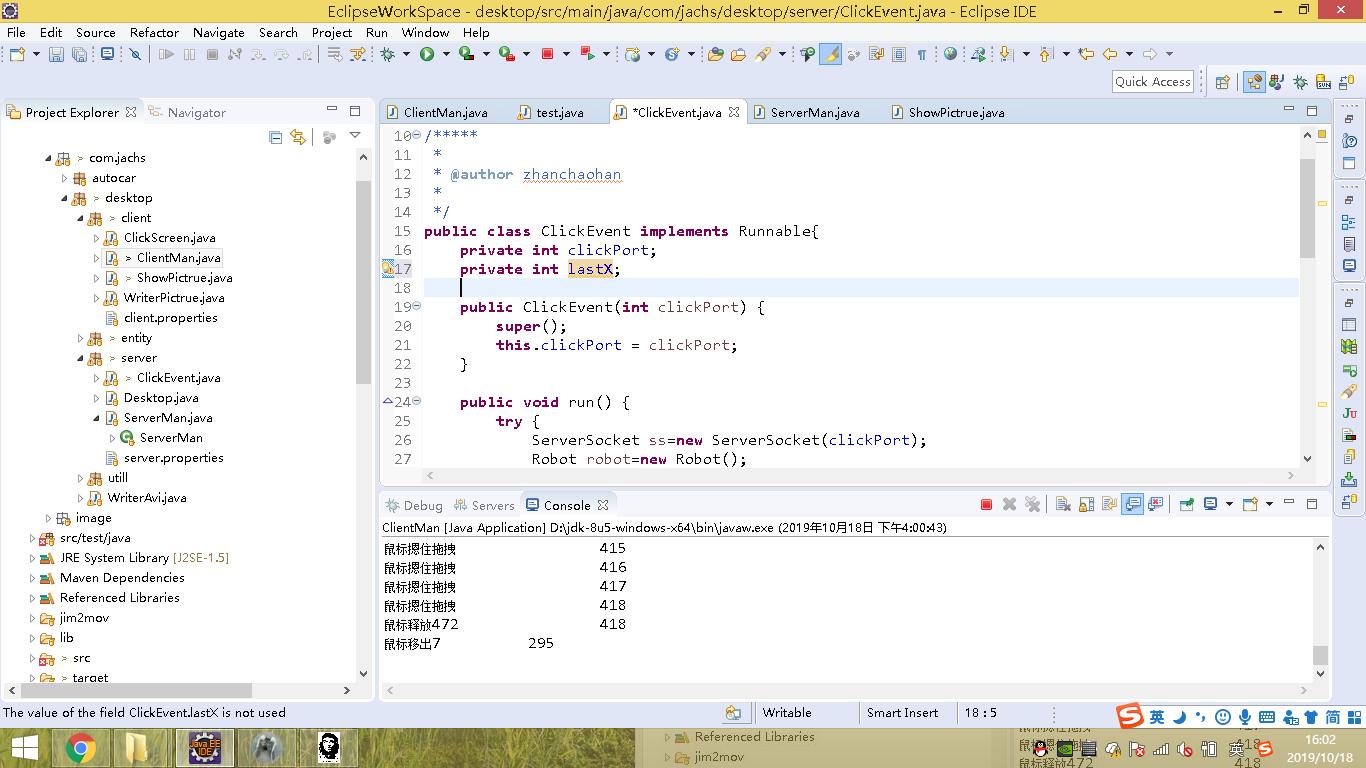 EclipseWorkSpace - desktop/src/main/java/com/jachs/desktop/server/ClickEvent.java - Eclipse IDE
File Edit Source Refactor Navigate Search Project Run Window Help
Quick Access
Project Explorer Navigator
> com.jachs
autocar
> desktop
> client
ClickScreen.java
> ClientMan.java
> ShowPictrue.java
WriterPictrue.java
client.properties
> entity
> server
> ClickEvent.java
Desktop.java
ServerMan.java
ServerMan
server.properties
utill
WriterAvi.java
image
src/test/java
JRE System Library [J2SE-1.5]
Maven Dependencies
Referenced Libraries
jim2mov
lib
> src
> target
ClientMan.java test.java *ClickEvent.java ServerMan.java ShowPictrue.java
10 /*****
11 *
12 * @author zhanchaohan
13 *
14 */
15 public class ClickEvent implements Runnable{
16 private int clickPort;
17 private int lastX;
18
19 public ClickEvent(int clickPort) {
20 super();
21 this.clickPort = clickPort;
22 }
23
24 public void run() {
25 try {
26 ServerSocket ss=new ServerSocket(clickPort);
27 Robot robot=new Robot();
Debug Servers Console
ClientMan [Java Application] D:\jdk-8u5-windows-x64\bin\javaw.exe (2019年10月18日 下午4:00:43)
鼠标摁住拖拽 415
鼠标摁住拖拽 416
鼠标摁住拖拽 417
鼠标摁住拖拽 418
鼠标释放472 418
鼠标移出7 295
The value of the field ClickEvent.lastX is not used
Writable Smart Insert 18 : 5
英 简
Java EE IDE
Referenced Libraries
jim2mov
鼠标摁住拖拽 418
鼠标释放472 418
英
16:02
2019/10/18